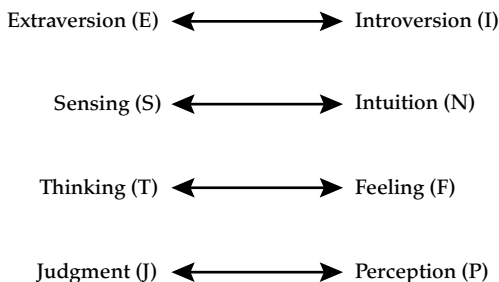 Extraversion (E) Introversion (I)
Sensing (S) Intuition (N)
Thinking (T) Feeling (F)
Judgment (J) Perception (P)